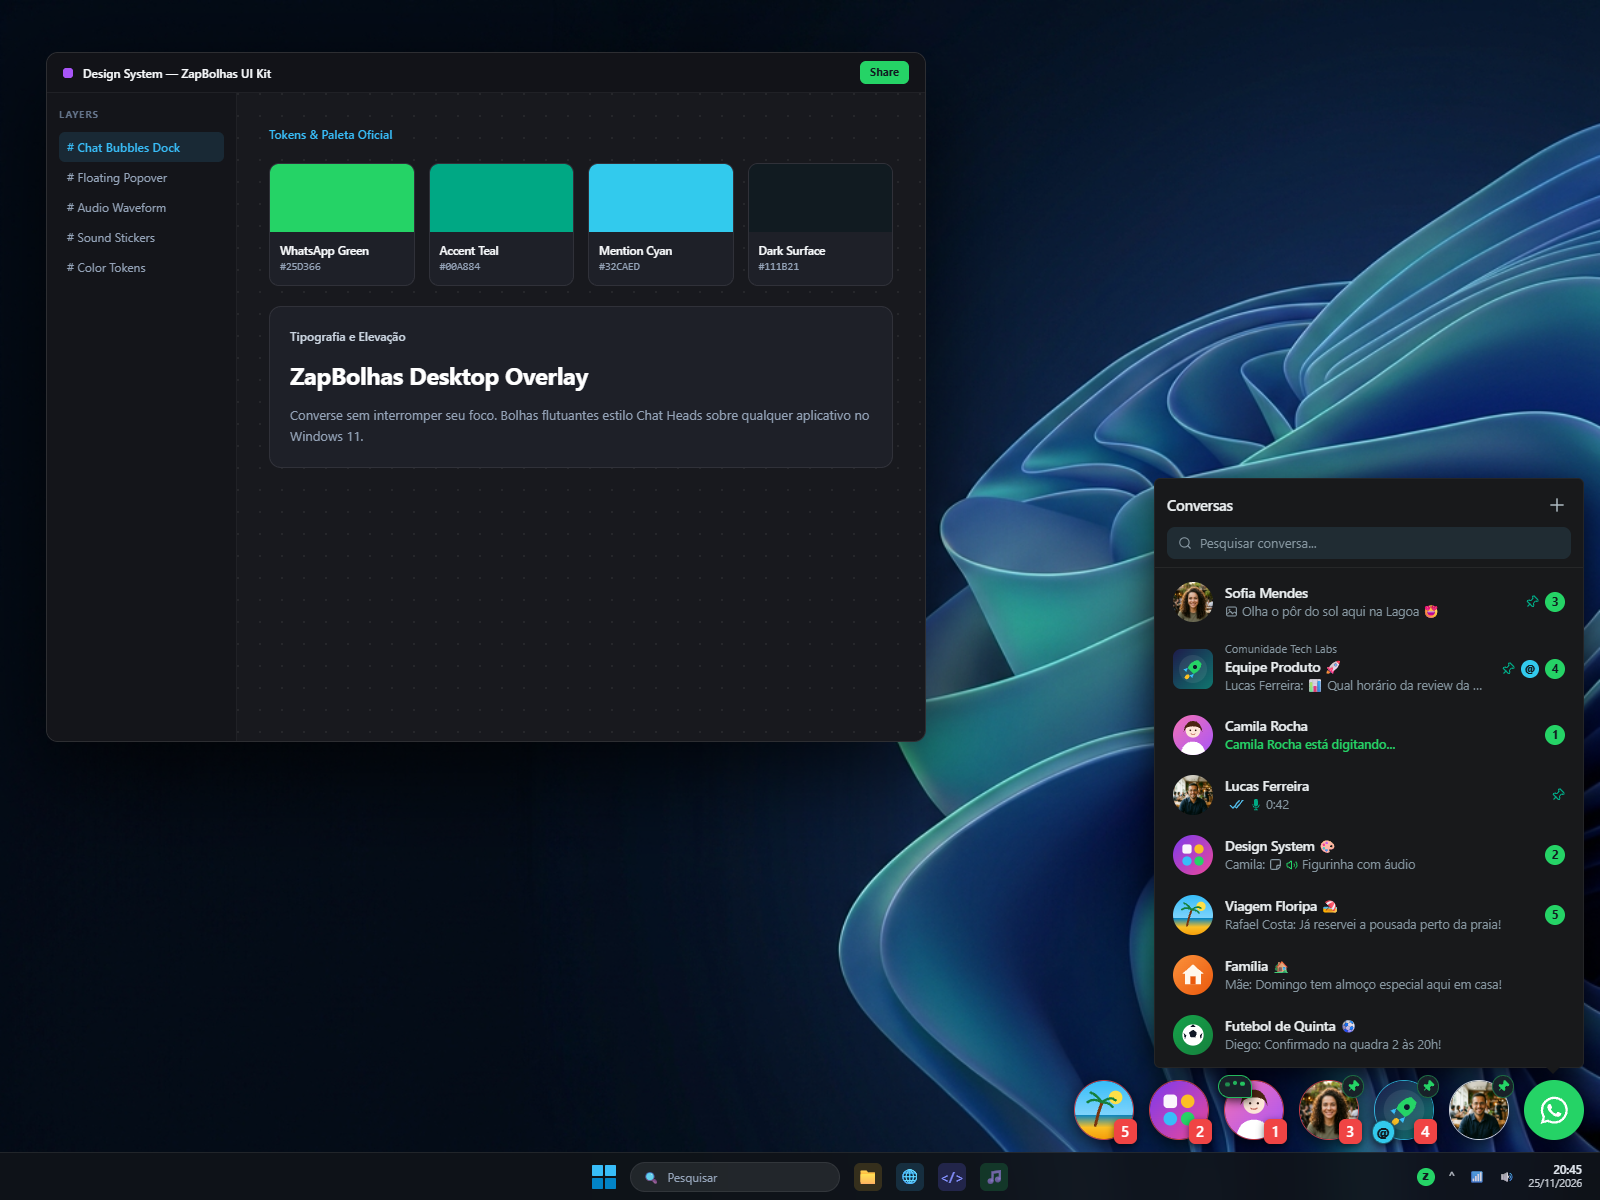 Design System — ZapBolhas UI Kit
Share
LAYERS
# Chat Bubbles Dock
# Floating Popover
# Audio Waveform
# Sound Stickers
# Color Tokens
Tokens & Paleta Oficial
WhatsApp Green
#25D366
Accent Teal
#00A884
Mention Cyan
#32CAED
Dark Surface
#111B21
Tipografia e Elevação
ZapBolhas Desktop Overlay
Converse sem interromper seu foco. Bolhas flutuantes estilo Chat Heads sobre qualquer aplicativo no
Windows 11.
Conversas
Pesquisar conversa...
Sofia Mendes
Olha o pôr do sol aqui na Lagoa 🤩
3
Comunidade Tech Labs
Equipe Produto 🚀
Lucas Ferreira: 📊 Qual horário da review da ...
@ 4
Camila Rocha
Camila Rocha está digitando...
1
Lucas Ferreira
0:42
Design System 🎨
Camila: Figurinha com áudio
2
Viagem Floripa 🏖️
Rafael Costa: Já reservei a pousada perto da praia!
5
Família 🏡
Mãe: Domingo tem almoço especial aqui em casa!
Futebol de Quinta ⚽
Diego: Confirmado na quadra 2 às 20h!
5
2
1
3
@ 4
Pesquisar
</>
Z
^
20:45
25/11/2026